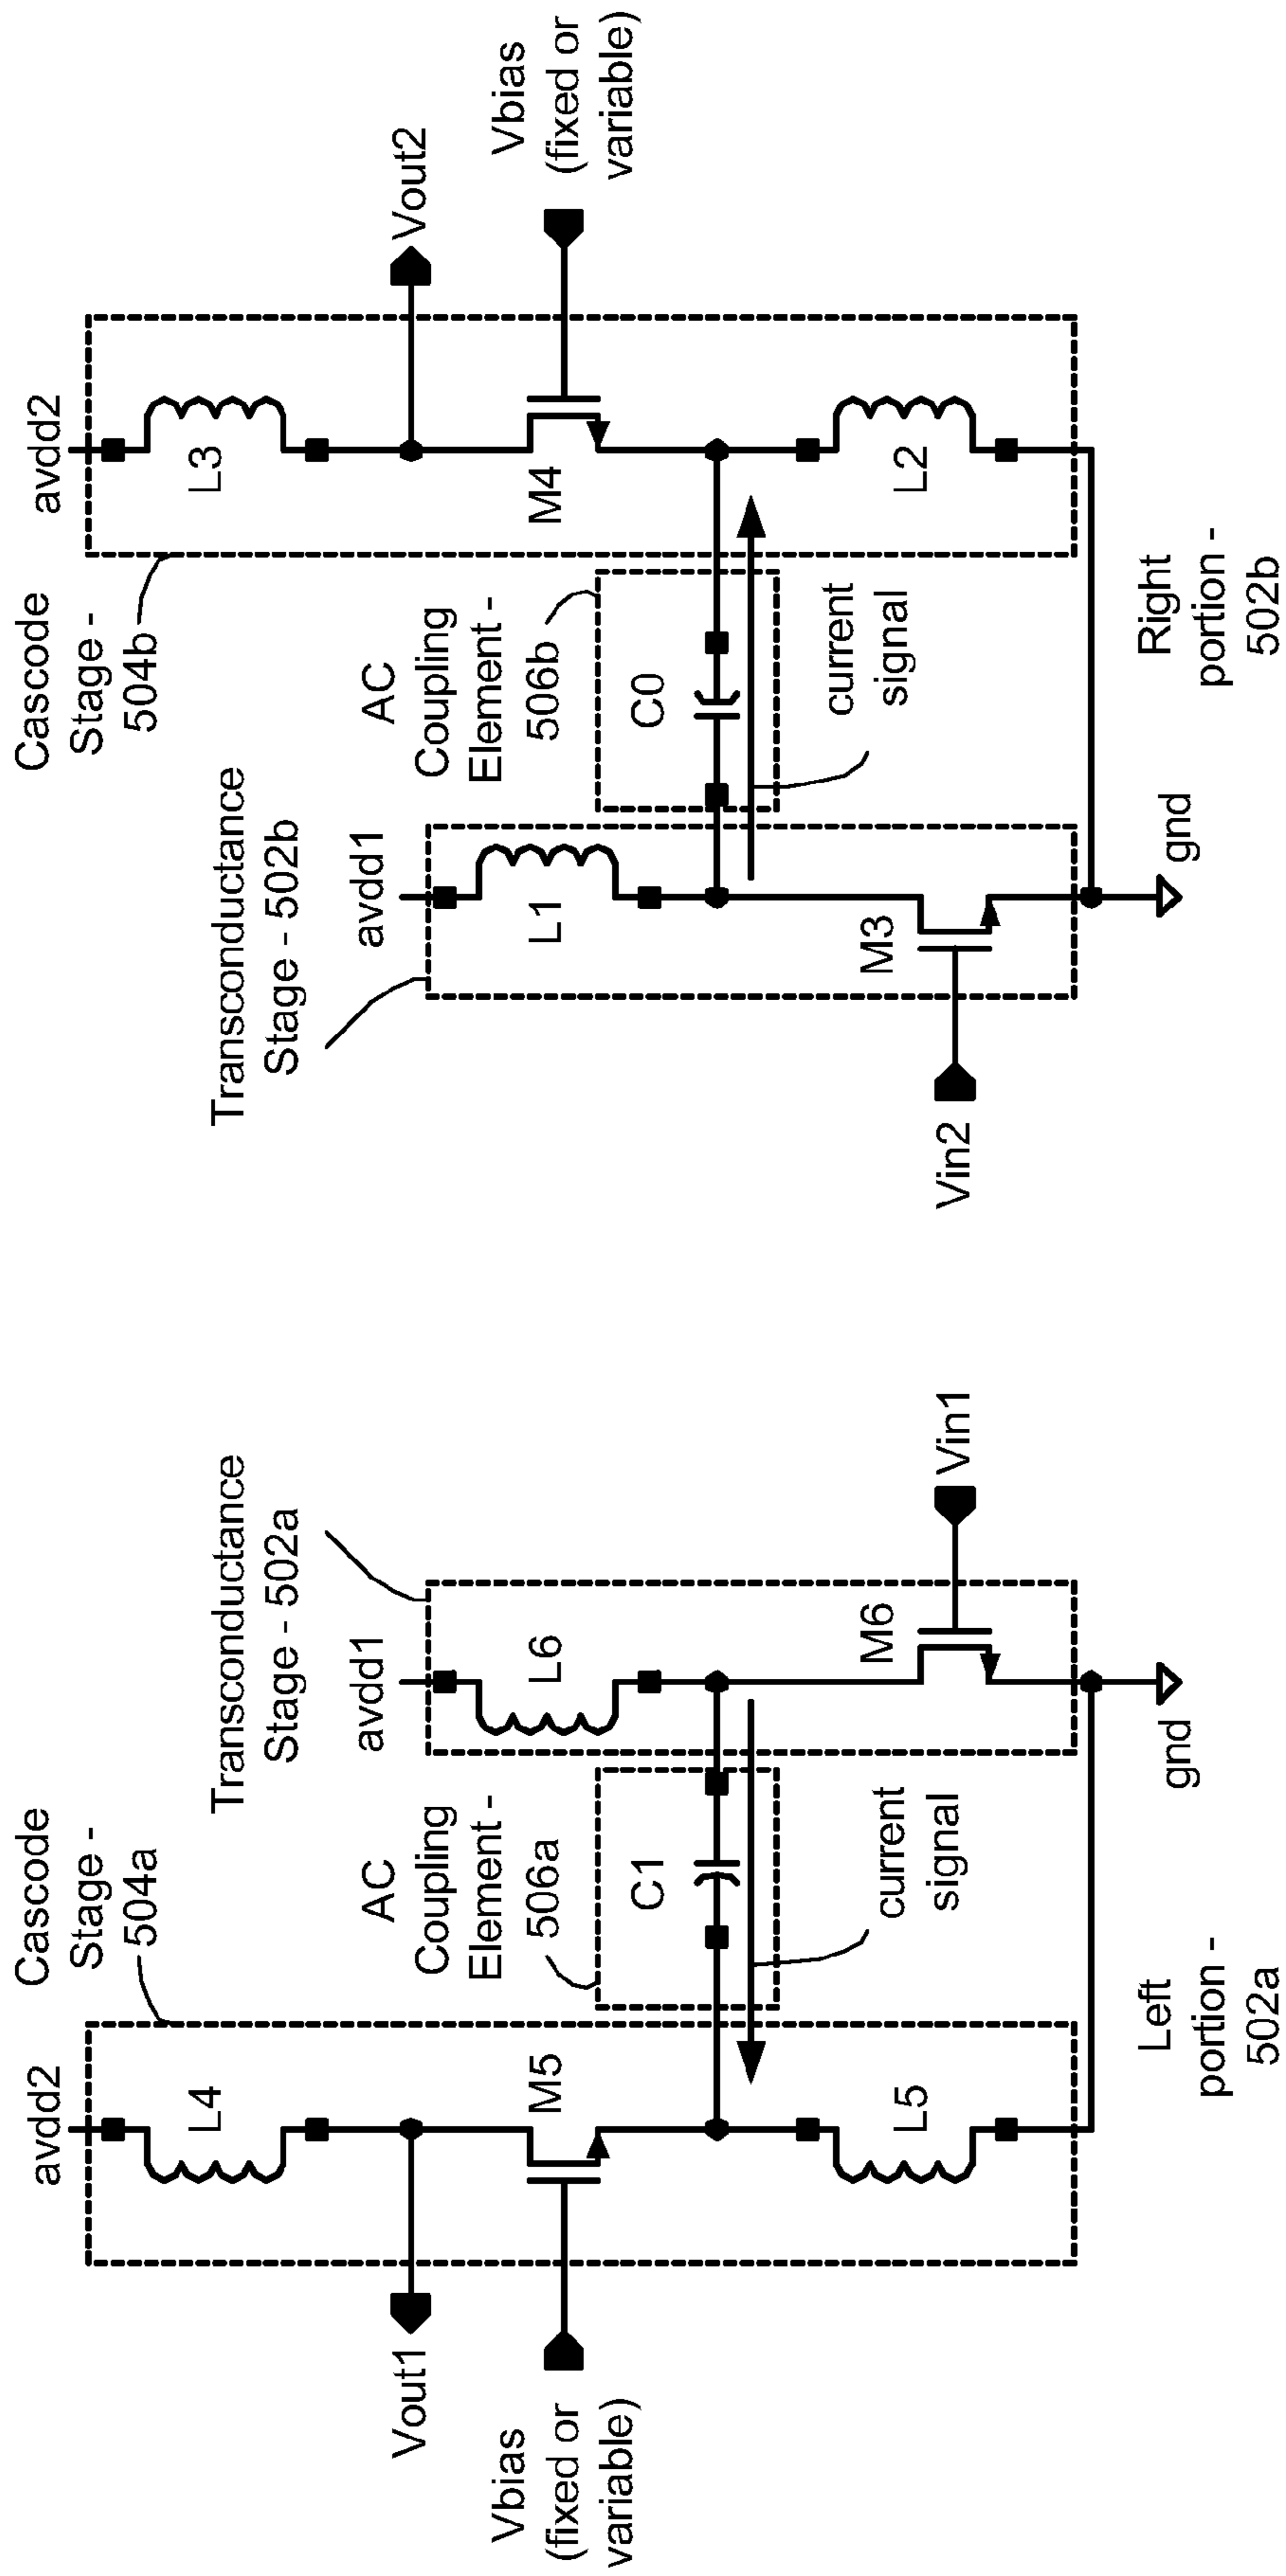 Cascode
Stage -
504a
Transconductance
Stage - 502a
avdd2
L4
avdd1
L6
AC
Coupling
Element -
506a
C1
Vout1
M5
Vbias
(fixed or
variable)
current
signal
M6
Vin1
L5
gnd
Left
portion -
502a
Transconductance
Stage - 502b
Cascode
Stage -
504b
avdd1
L1
avdd2
L3
AC
Coupling
Element -
506b
C0
Vout2
M4
Vbias
(fixed or
variable)
current
signal
M3
Vin2
L2
gnd
Right
portion -
502b